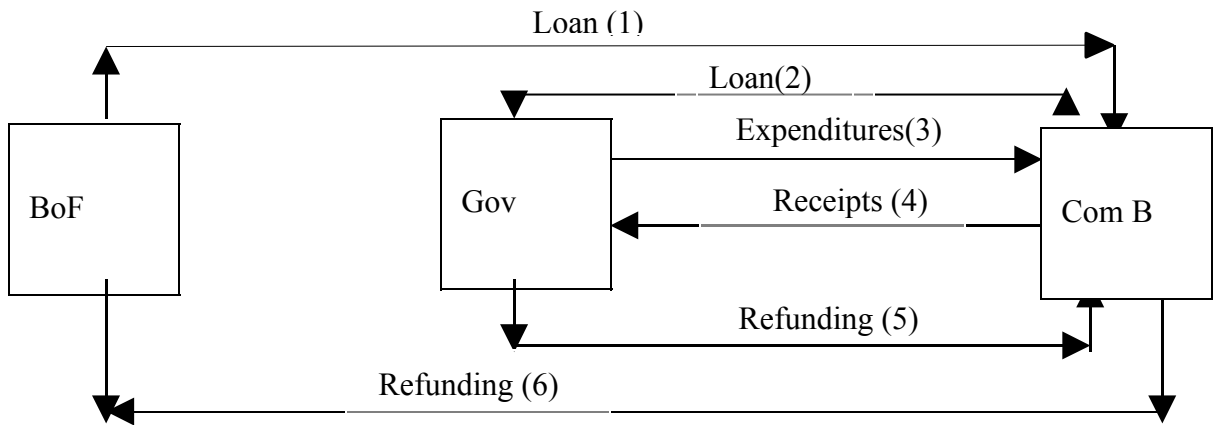 Loan (1)
Loan(2)
Expenditures(3)
BoF
Gov
Receipts (4)
Com B
Refunding (5)
Refunding (6)